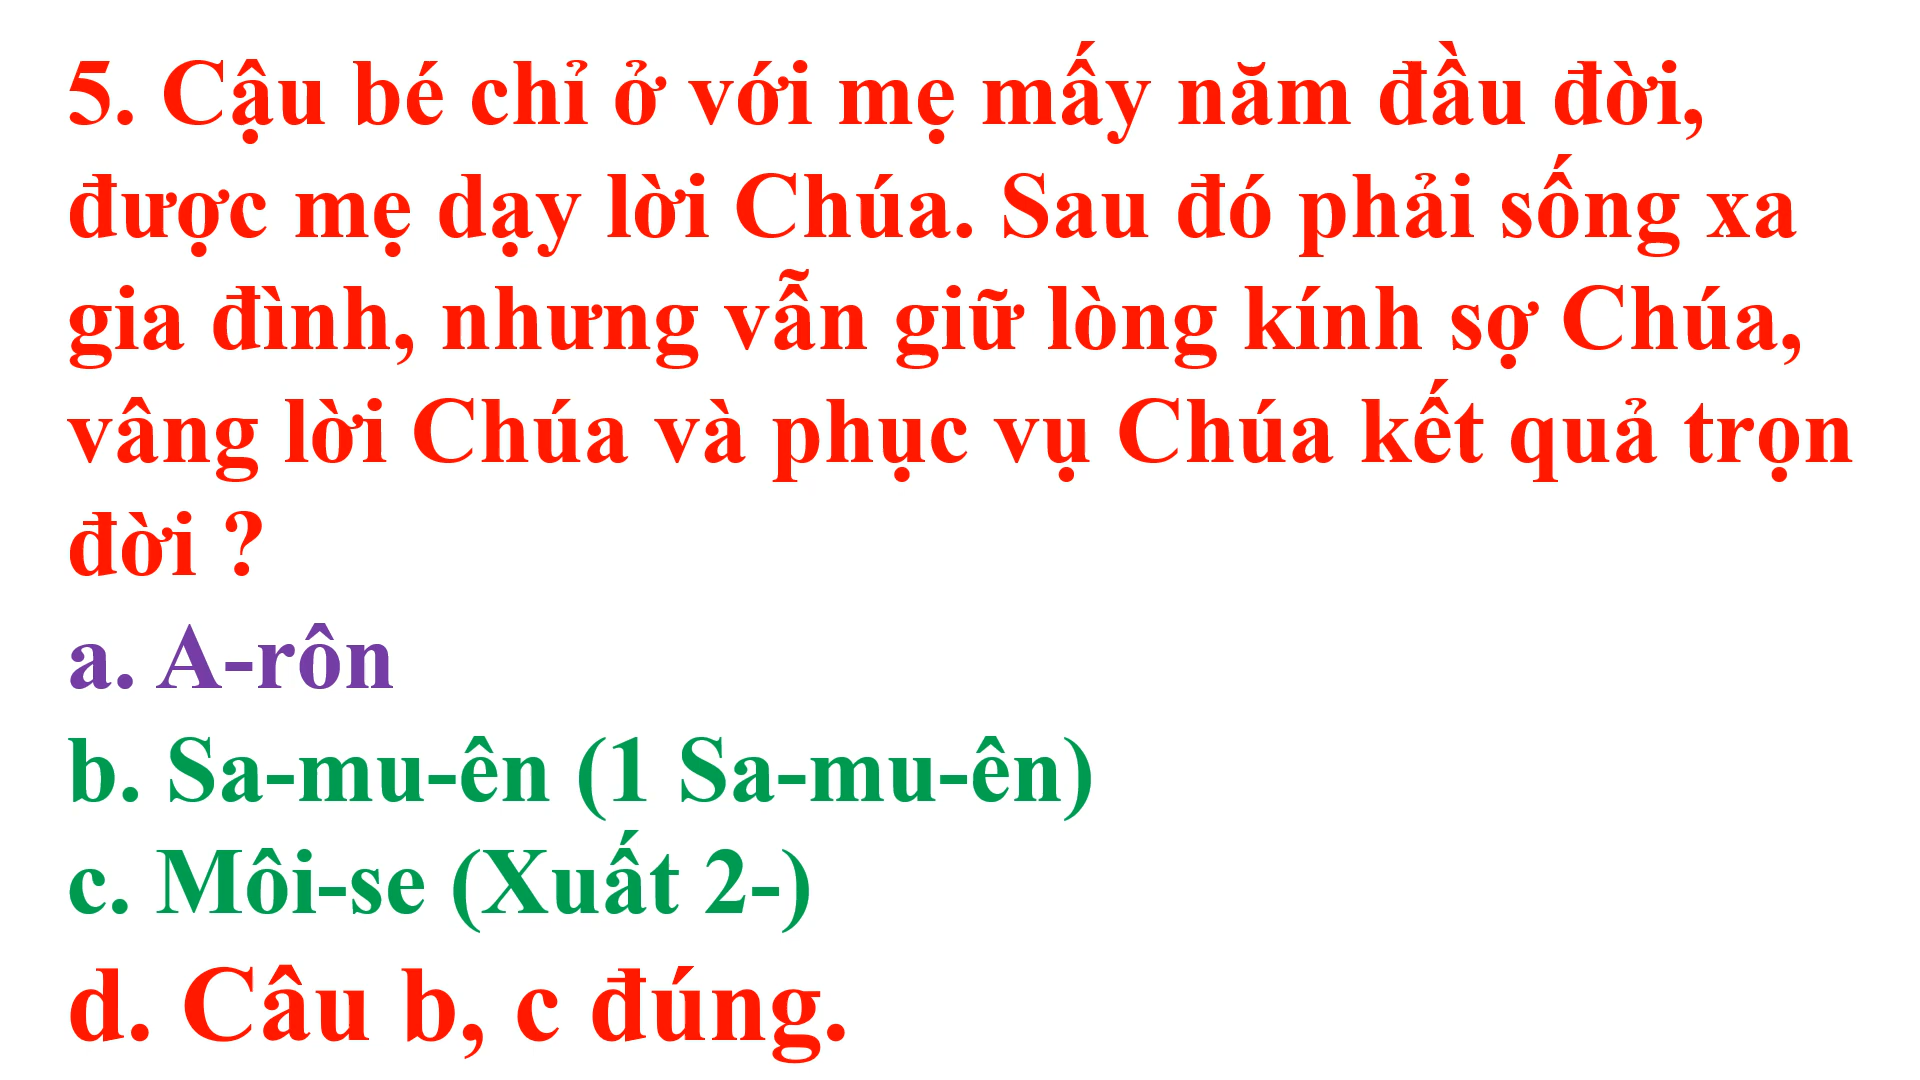 5. Cậu bé chỉ ở với mẹ mấy năm đầu đời,
được mẹ dạy lời Chúa. Sau đó phải sống xa
gia đình, nhưng vẫn giữ lòng kính sợ Chúa,
vâng lời Chúa và phục vụ Chúa kết quả trọn
đời ?
a. A-rôn
b. Sa-mu-ên (1 Sa-mu-ên)
c. Môi-se (Xuất 2-)
d. Câu b, c đúng.